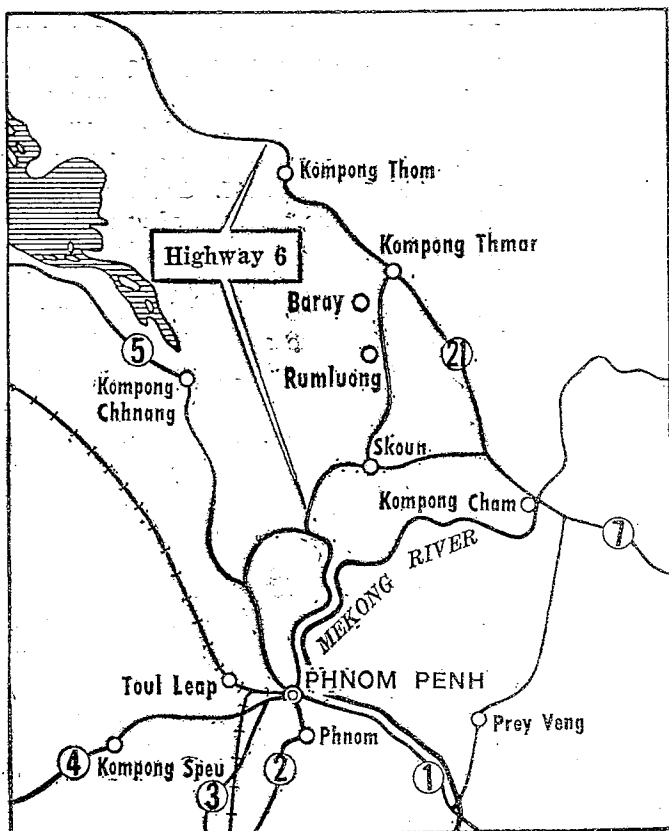 Kompong Thom
Kompong Thmar
Highway 6
Baray
Rumluong
21
5
Kompong
Chhnang
Skoun
Kompong Cham
7
MEKONG RIVER
Toul Leap
PHNOM PENH
Prey Veng
Phnom
4
Kompong Speu
3
2
1